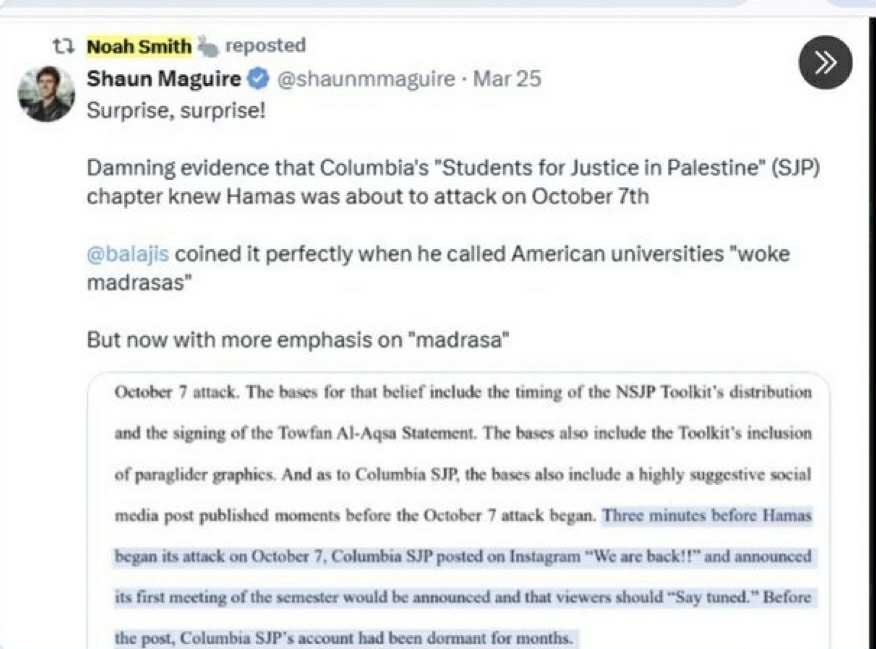 Noah Smith reposted
Shaun Maguire @shaunmmaguire · Mar 25
Surprise, surprise!
Damning evidence that Columbia's "Students for Justice in Palestine" (SJP)
chapter knew Hamas was about to attack on October 7th
@balajis coined it perfectly when he called American universities "woke
madrasas"
But now with more emphasis on "madrasa"
October 7 attack. The bases for that belief include the timing of the NSJP Toolkit's distribution
and the signing of the Towfan Al-Aqsa Statement. The bases also include the Toolkit's inclusion
of paraglider graphics. And as to Columbia SJP, the bases also include a highly suggestive social
media post published moments before the October 7 attack began. Three minutes before Hamas
began its attack on October 7, Columbia SJP posted on Instagram “We are back!!” and announced
its first meeting of the semester would be announced and that viewers should “Say tuned.” Before
the post, Columbia SJP’s account had been dormant for months.